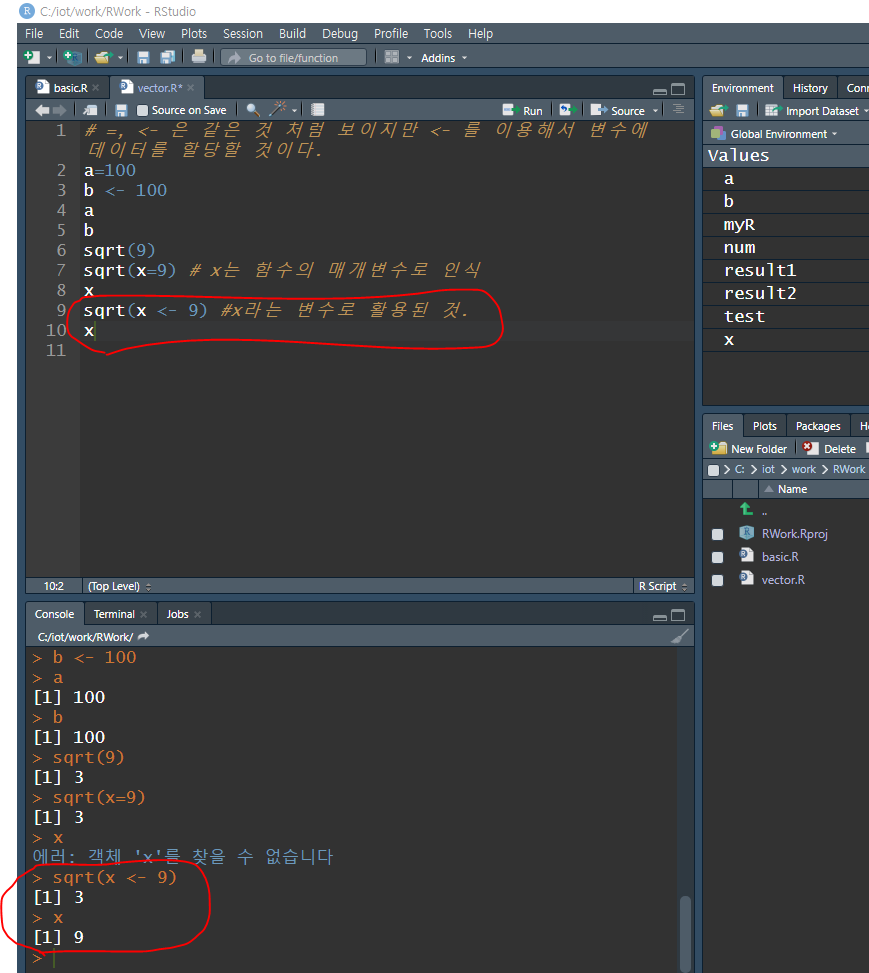 C:/iot/work/RWork - RStudio
File Edit Code View Plots Session Build Debug Profile Tools Help
Go to file/function Addins
basic.R vector.R*
Source on Save Run Source
1 # =, <- 은 같은 것 처럼 보이지만 <- 를 이용해서 변수에
데이터를 할당할 것이다.
2 a=100
3 b <- 100
4 a
5 b
6 sqrt(9)
7 sqrt(x=9) # x는 함수의 매개변수로 인식
8 x
9 sqrt(x <- 9) #x라는 변수로 활용된 것.
10 x
11
10:2 (Top Level) R Script
Console Terminal Jobs
C:/iot/work/RWork/
> b <- 100
> a
[1] 100
> b
[1] 100
> sqrt(9)
[1] 3
> sqrt(x=9)
[1] 3
> x
에러: 객체 'x'를 찾을 수 없습니다
> sqrt(x <- 9)
[1] 3
> x
[1] 9
>
Environment History Conn
Import Dataset
R Global Environment
Values
a
b
myR
num
result1
result2
test
x
Files Plots Packages
New Folder Delete
C: > iot > work > RWork
Name
..
RWork.Rproj
basic.R
vector.R